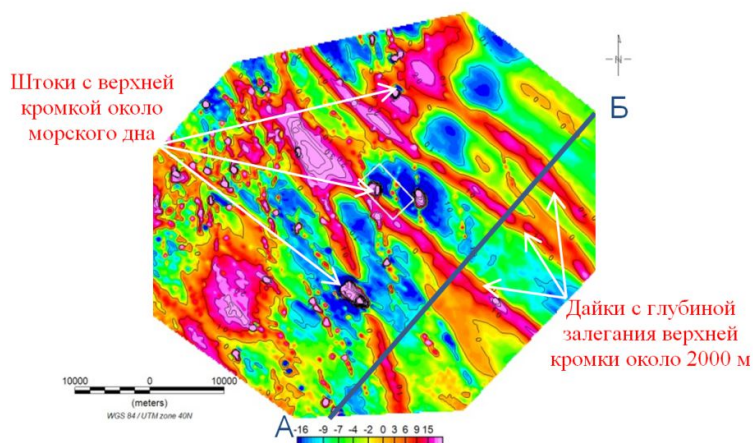 N
Б
Штоки с верхней
кромкой около
морского дна
Дайки с глубиной
залегания верхней
кромки около 2000 м
10000 0 10000
(meters)
WGS 84 / UTM zone 40N
А
-16 -9 -7 -4 -2 0 3 6 9 15